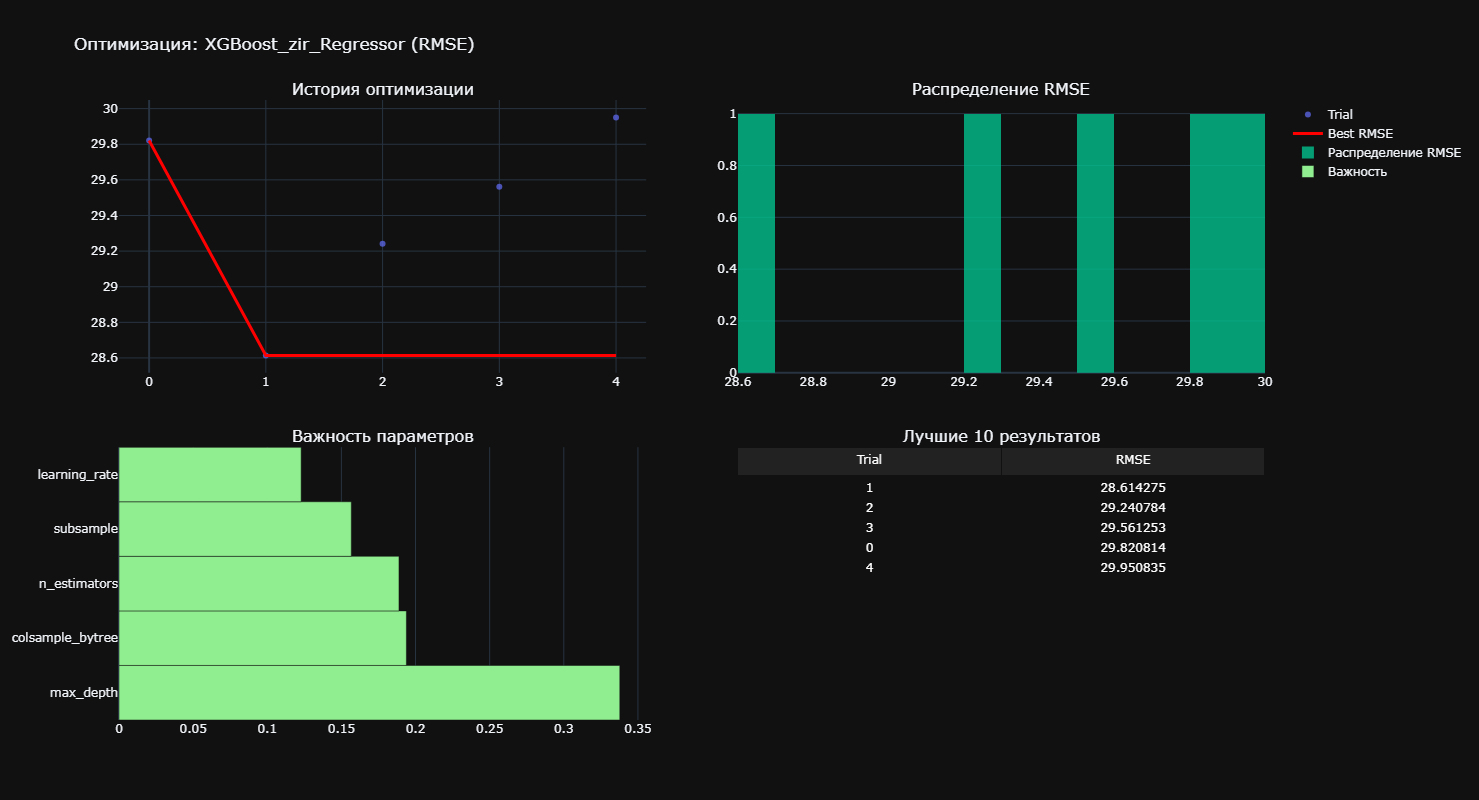 Оптимизация: XGBoost_zir_Regressor (RMSE)
История оптимизации
30
29.8
29.6
29.4
29.2
29
28.8
28.6
0 1 2 3 4
Распределение RMSE
1
0.8
0.6
0.4
0.2
0
28.6 28.8 29 29.2 29.4 29.6 29.8 30
Trial
Best RMSE
Распределение RMSE
Важность
Важность параметров
learning_rate
subsample
n_estimators
colsample_bytree
max_depth
0 0.05 0.1 0.15 0.2 0.25 0.3 0.35
Лучшие 10 результатов
Trial RMSE
1 28.614275
2 29.240784
3 29.561253
0 29.820814
4 29.950835